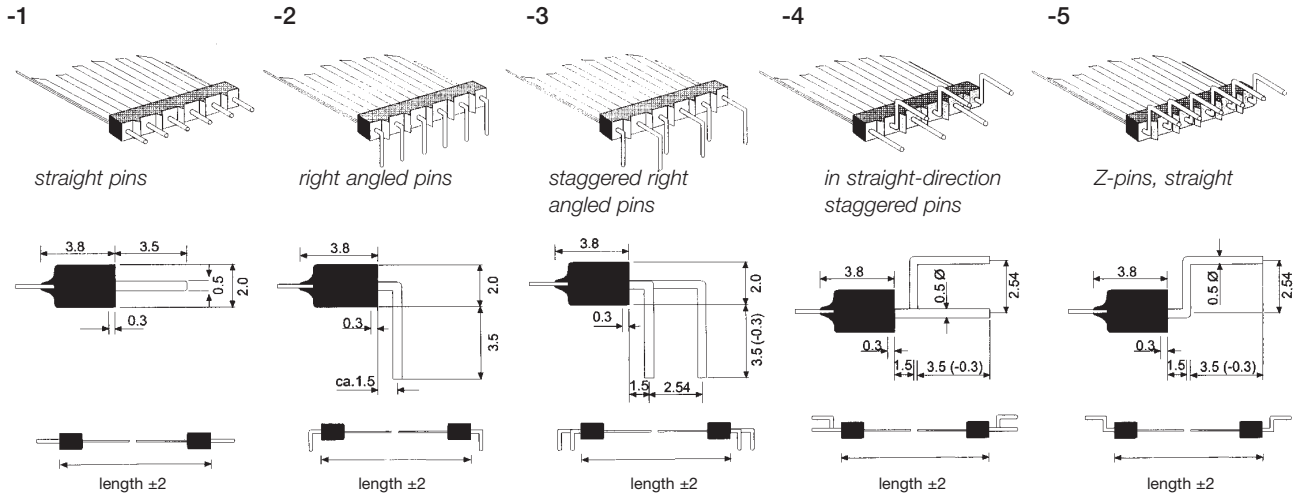 -1
-2
-3
-4
-5
straight pins
right angled pins
staggered right
angled pins
in straight-direction
staggered pins
Z-pins, straight
3.8
3.5
0.5
2.0
0.3
3.8
2.0
0.3
3.5
ca.1.5
3.8
2.0
0.3
3.5 (-0.3)
1.5
2.54
3.8
0.5 Ø
2.54
0.3
1.5
3.5 (-0.3)
3.8
0.5 Ø
2.54
0.3
1.5
3.5 (-0.3)
length ±2
length ±2
length ±2
length ±2
length ±2